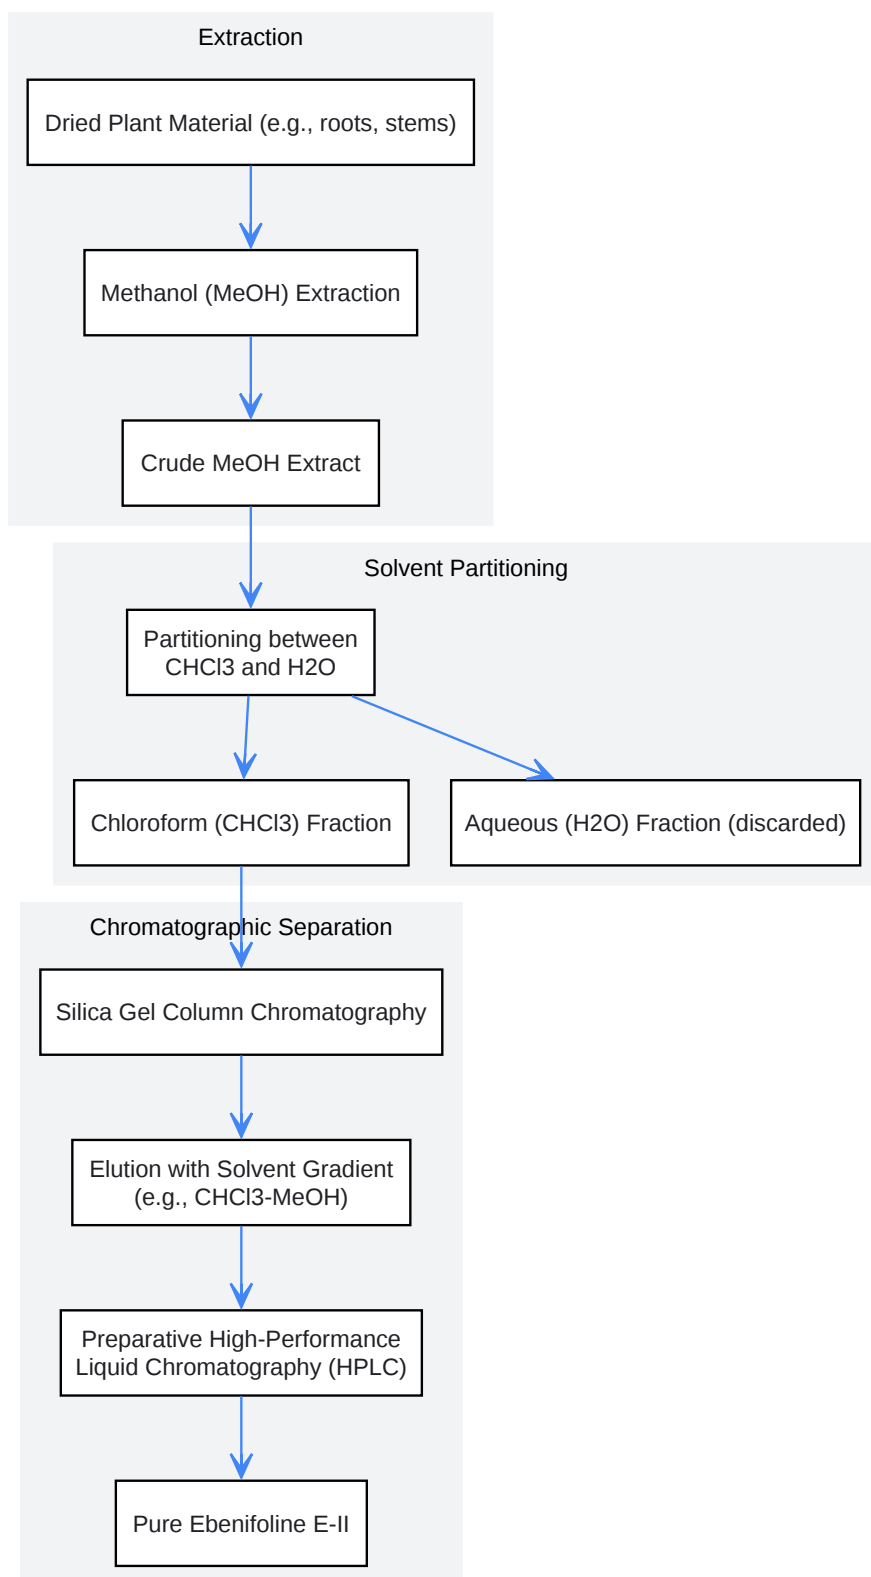 Extraction
Dried Plant Material (e.g., roots, stems)
Methanol (MeOH) Extraction
Crude MeOH Extract
Solvent Partitioning
Partitioning between
CHCl3 and H2O
Chloroform (CHCl3) Fraction
Aqueous (H2O) Fraction (discarded)
Chromatographic Separation
Silica Gel Column Chromatography
Elution with Solvent Gradient
(e.g., CHCl3-MeOH)
Preparative High-Performance
Liquid Chromatography (HPLC)
Pure Ebenifoline E-II